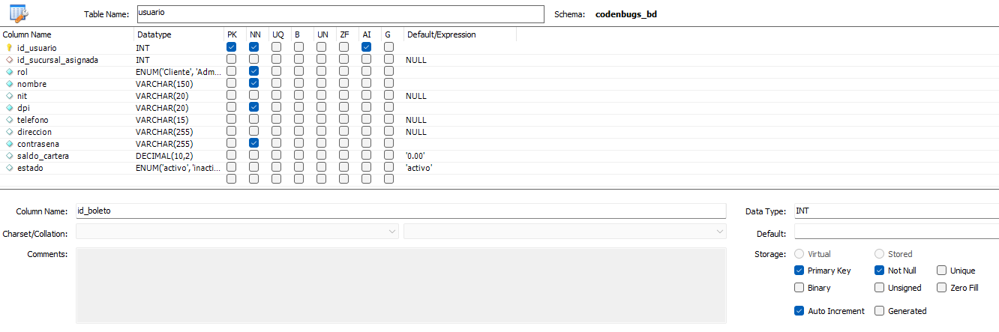 Table Name: usuario Schema: codenbugs_bd
Column Name Datatype PK NN UQ B UN ZF AI G Default/Expression
id_usuario INT
id_sucursal_asignada INT NULL
rol ENUM('Cliente', 'Adm...
nombre VARCHAR(150)
nit VARCHAR(20) NULL
dpi VARCHAR(20)
telefono VARCHAR(15) NULL
direccion VARCHAR(255) NULL
contrasena VARCHAR(255)
saldo_cartera DECIMAL(10,2) '0.00'
estado ENUM('activo', 'inacti... 'activo'
Column Name: id_boleto Data Type: INT
Charset/Collation: Default:
Comments: Storage: Virtual Stored
Primary Key Not Null Unique
Binary Unsigned Zero Fill
Auto Increment Generated